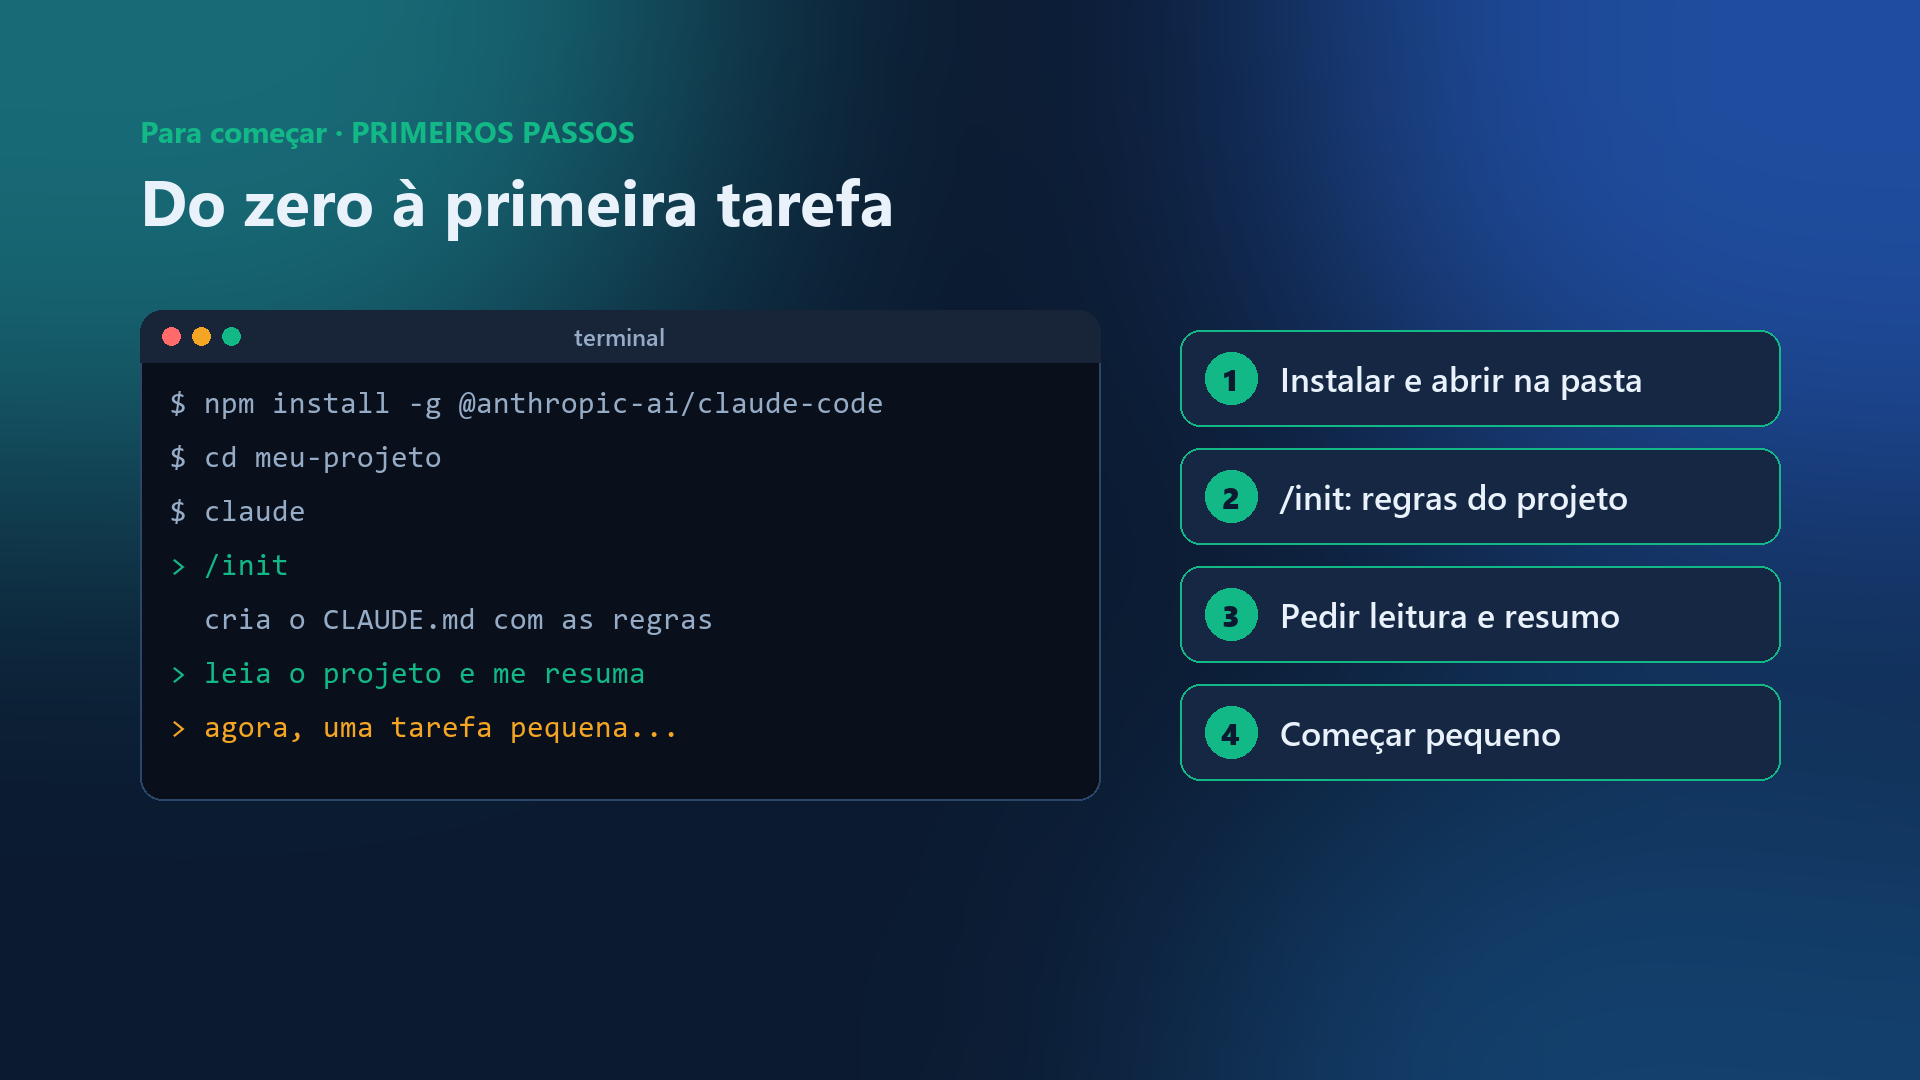 Para começar · PRIMEIROS PASSOS
Do zero à primeira tarefa
terminal
$ npm install -g @anthropic-ai/claude-code
$ cd meu-projeto
$ claude
> /init
cria o CLAUDE.md com as regras
> leia o projeto e me resuma
> agora, uma tarefa pequena...
1 Instalar e abrir na pasta
2 /init: regras do projeto
3 Pedir leitura e resumo
4 Começar pequeno